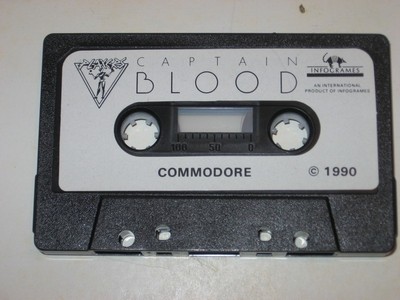 CAPTAIN
BLOOD
INFOGRAMES
AN INTERNATIONAL
PRODUCT OF INFOGRAMES
100 50 0
COMMODORE © 1990